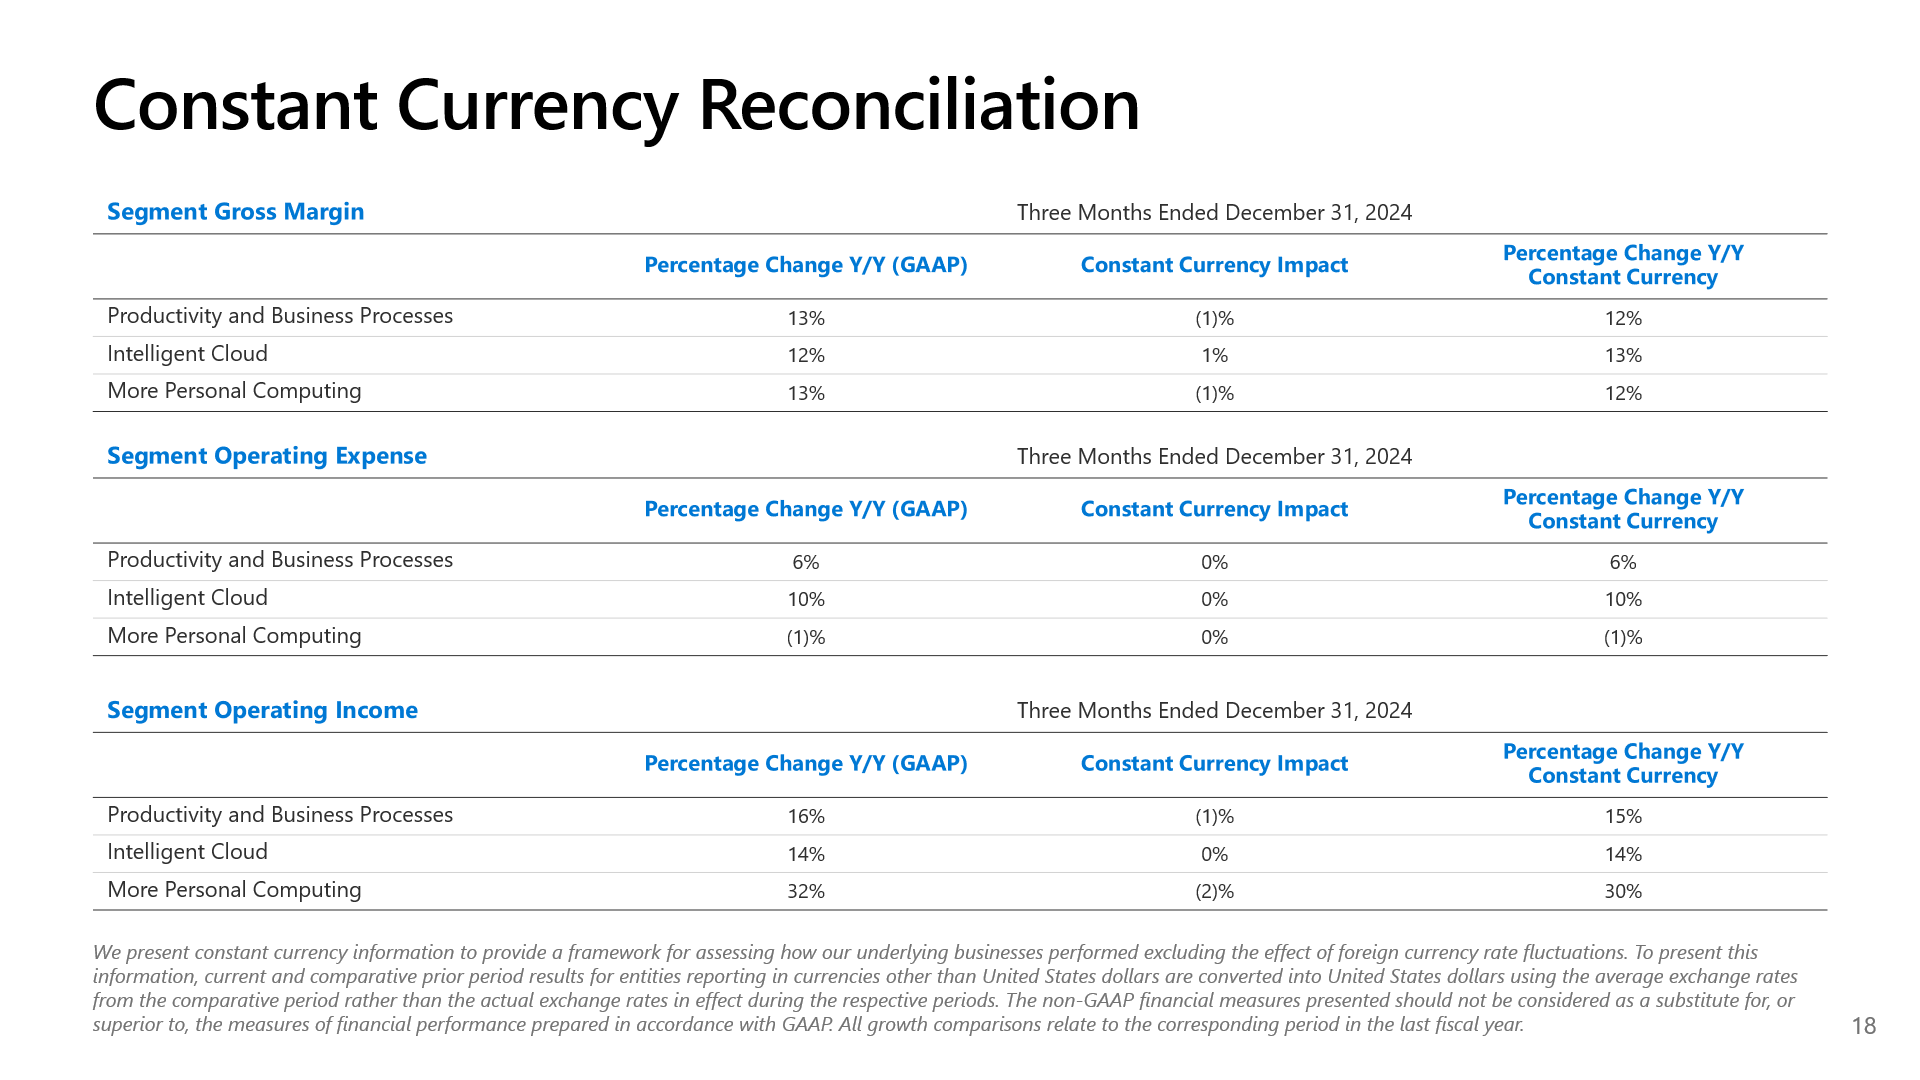 Constant Currency Reconciliation
Segment Gross Margin Three Months Ended December 31, 2024
Percentage Change Y/Y (GAAP) Constant Currency Impact Percentage Change Y/Y
Constant Currency
Productivity and Business Processes 13% (1)% 12%
Intelligent Cloud 12% 1% 13%
More Personal Computing 13% (1)% 12%
Segment Operating Expense Three Months Ended December 31, 2024
Percentage Change Y/Y (GAAP) Constant Currency Impact Percentage Change Y/Y
Constant Currency
Productivity and Business Processes 6% 0% 6%
Intelligent Cloud 10% 0% 10%
More Personal Computing (1)% 0% (1)%
Segment Operating Income Three Months Ended December 31, 2024
Percentage Change Y/Y (GAAP) Constant Currency Impact Percentage Change Y/Y
Constant Currency
Productivity and Business Processes 16% (1)% 15%
Intelligent Cloud 14% 0% 14%
More Personal Computing 32% (2)% 30%
We present constant currency information to provide a framework for assessing how our underlying businesses performed excluding the effect of foreign currency rate fluctuations. To present this
information, current and comparative prior period results for entities reporting in currencies other than United States dollars are converted into United States dollars using the average exchange rates
from the comparative period rather than the actual exchange rates in effect during the respective periods. The non-GAAP financial measures presented should not be considered as a substitute for, or
superior to, the measures of financial performance prepared in accordance with GAAP. All growth comparisons relate to the corresponding period in the last fiscal year.
18